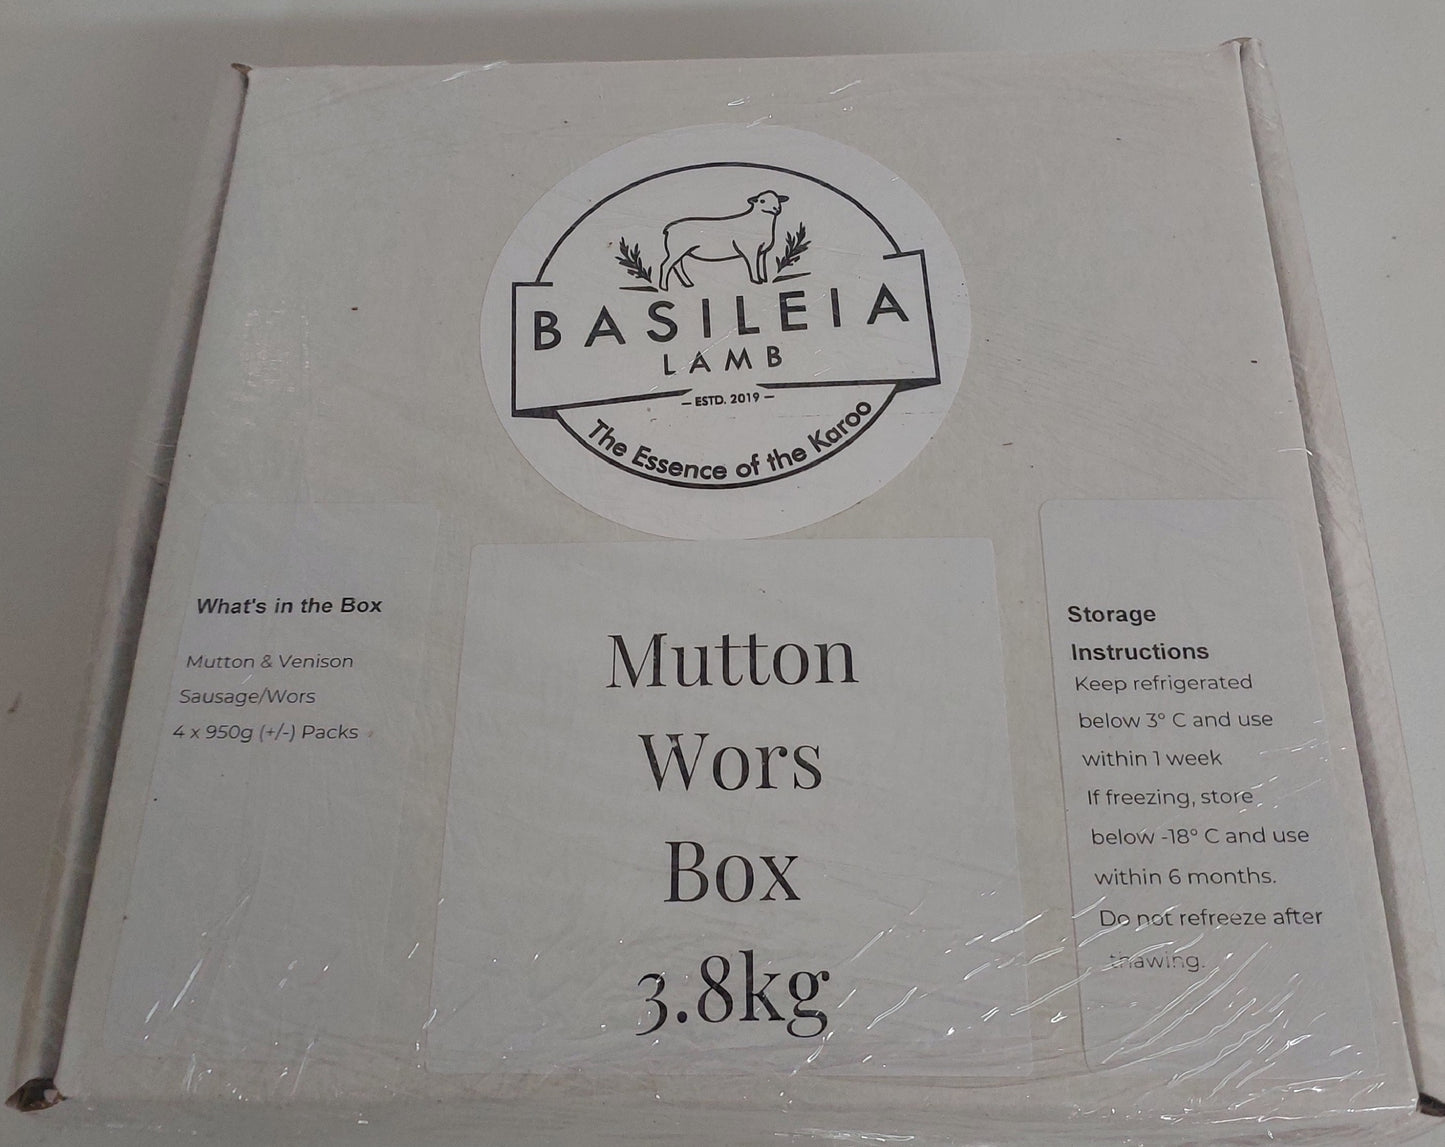 BASILEIA
LAMB
– ESTD. 2019 –
The Essence of the Karoo
What's in the Box
Mutton & Venison
Sausage/Wors
4 x 950g (+/-) Packs
Mutton
Wors
Box
3.8kg
Storage
Instructions
Keep refrigerated
below 3° C and use
within 1 week
If freezing, store
below -18° C and use
within 6 months.
Do not refreeze after
thawing.